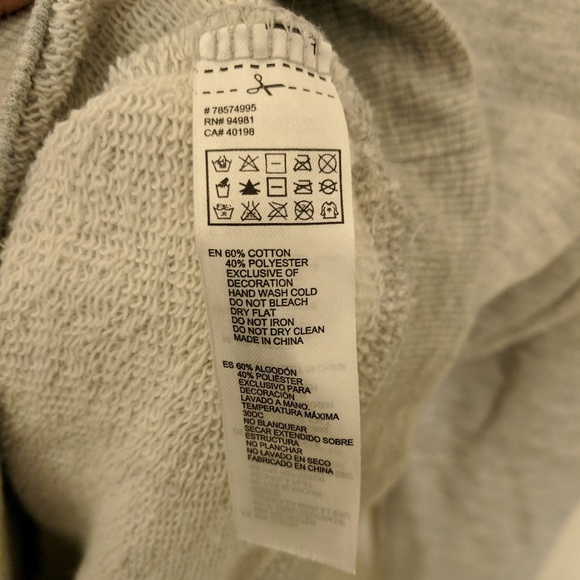 # 78574995
RN# 94981
CA# 40198
EN 60% COTTON
40% POLYESTER
EXCLUSIVE OF
DECORATION
HAND WASH COLD
DO NOT BLEACH
DRY FLAT
DO NOT IRON
DO NOT DRY CLEAN
MADE IN CHINA
ES 60% ALGODÓN
40% POLIÉSTER
EXCLUSIVO PARA
DECORACIÓN
LAVADO A MANO,
TEMPERATURA MÁXIMA
30OC
NO BLANQUEAR
SECAR EXTENDIDO SOBRE
ESTRUCTURA
NO PLANCHAR
NO LAVADO EN SECO
FABRICADO EN CHINA